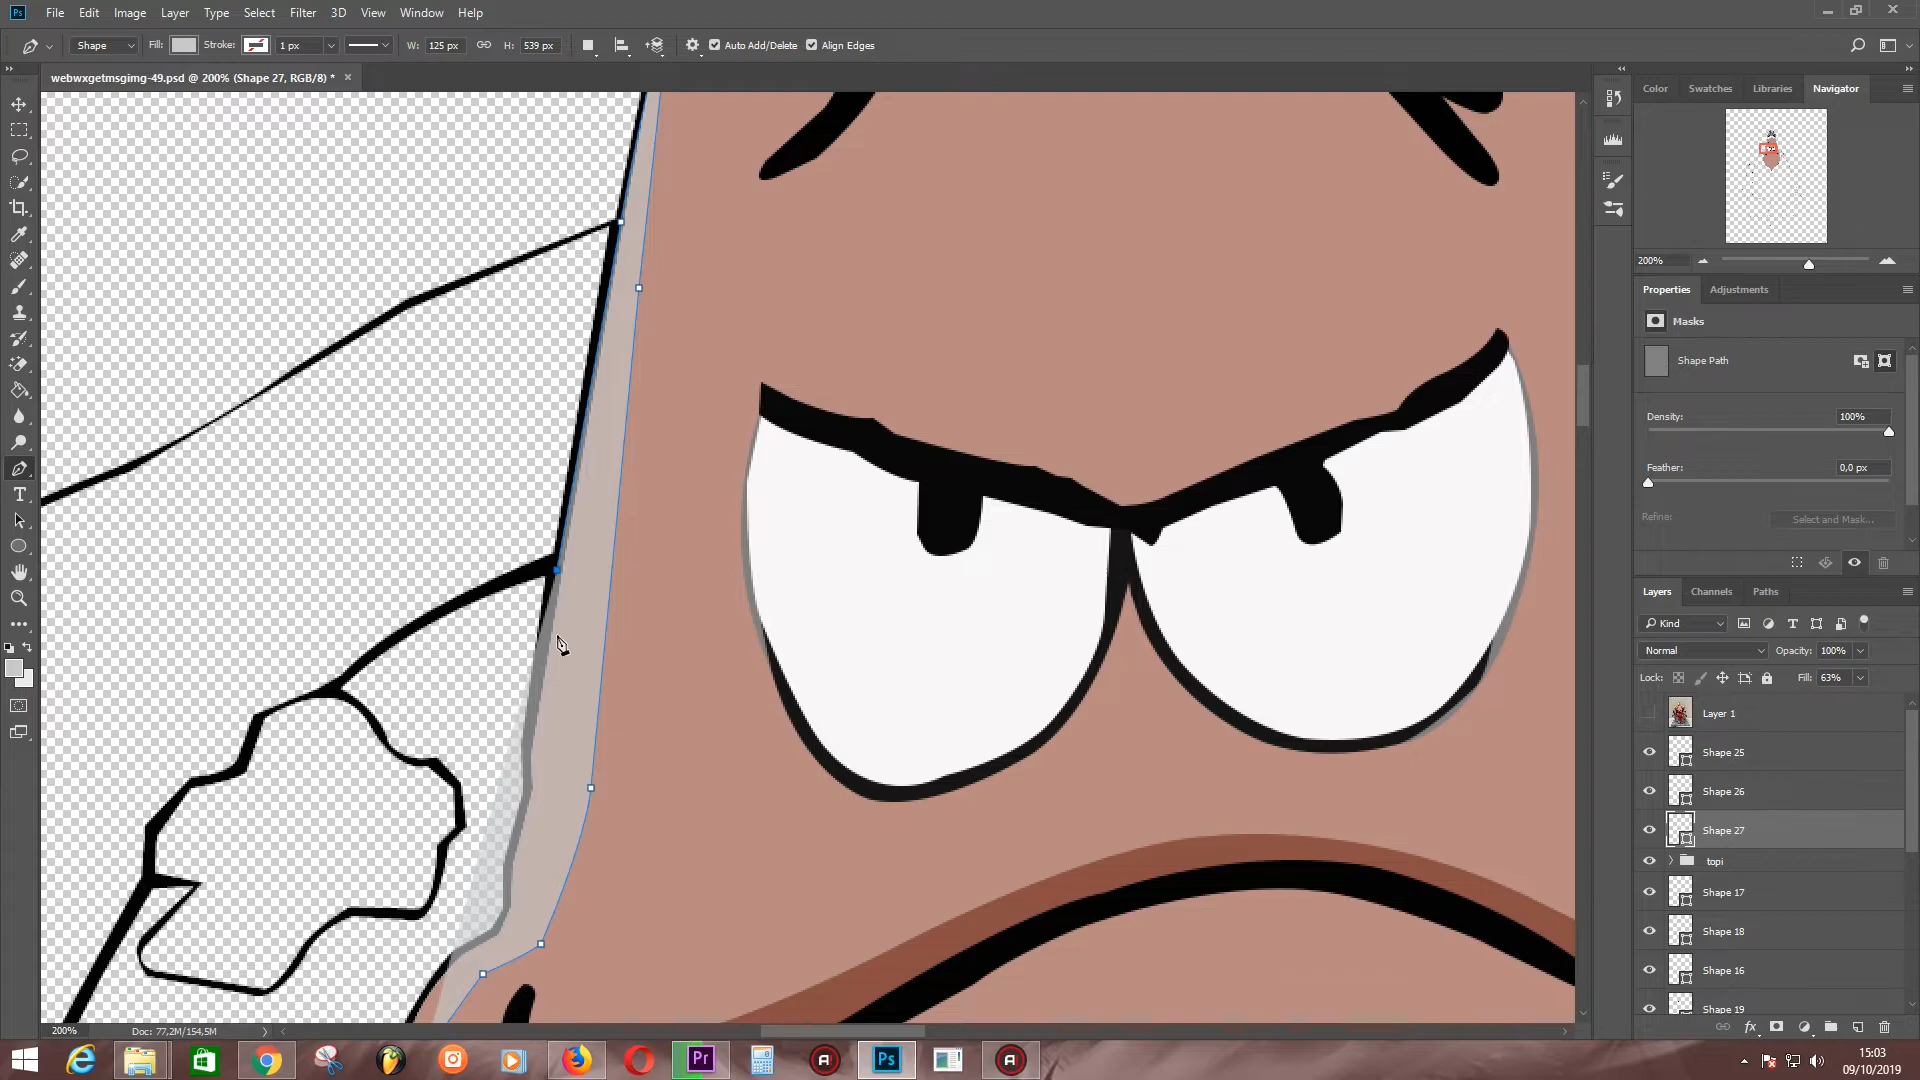 Ps File Edit Image Layer Type Select Filter 3D View Window Help
Shape Fill: Stroke: 1 px W: 125 px H: 539 px Auto Add/Delete Align Edges
webwxgetmsgimg-49.psd @ 200% (Shape 27, RGB/8) *
Color Swatches Libraries Navigator
200%
Properties Adjustments
Masks
Shape Path
Density: 100%
Feather: 0,0 px
Refine: Select and Mask...
Layers Channels Paths
Kind
Normal Opacity: 100%
Lock: Fill: 63%
Layer 1
Shape 25
Shape 26
Shape 27
topi
Shape 17
Shape 18
Shape 16
Shape 19
200% Doc: 77,2M/154,5M
Pr Ps
15:03
09/10/2019